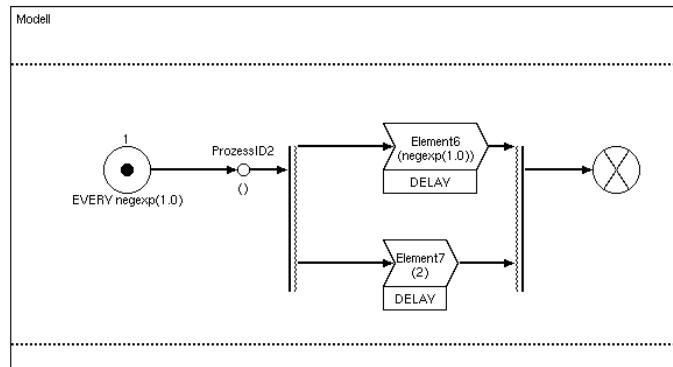 Modell
1
EVERY negexp(1.0)
ProzessID2
()
Element6
(negexp(1.0))
DELAY
Element7
(2)
DELAY